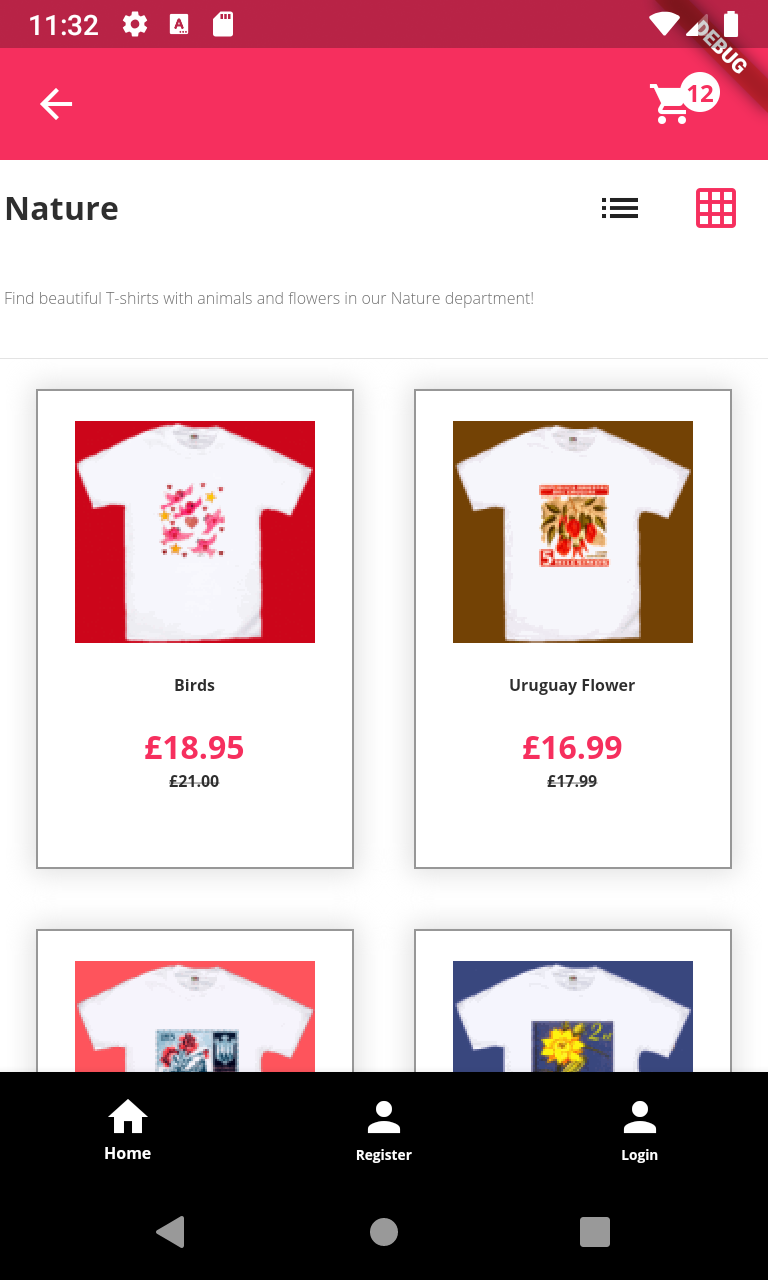 11:32
DEBUG
12
Nature
Find beautiful T-shirts with animals and flowers in our Nature department!
Birds
Uruguay Flower
£18.95
£16.99
£21.00
£17.99
Home
Register
Login